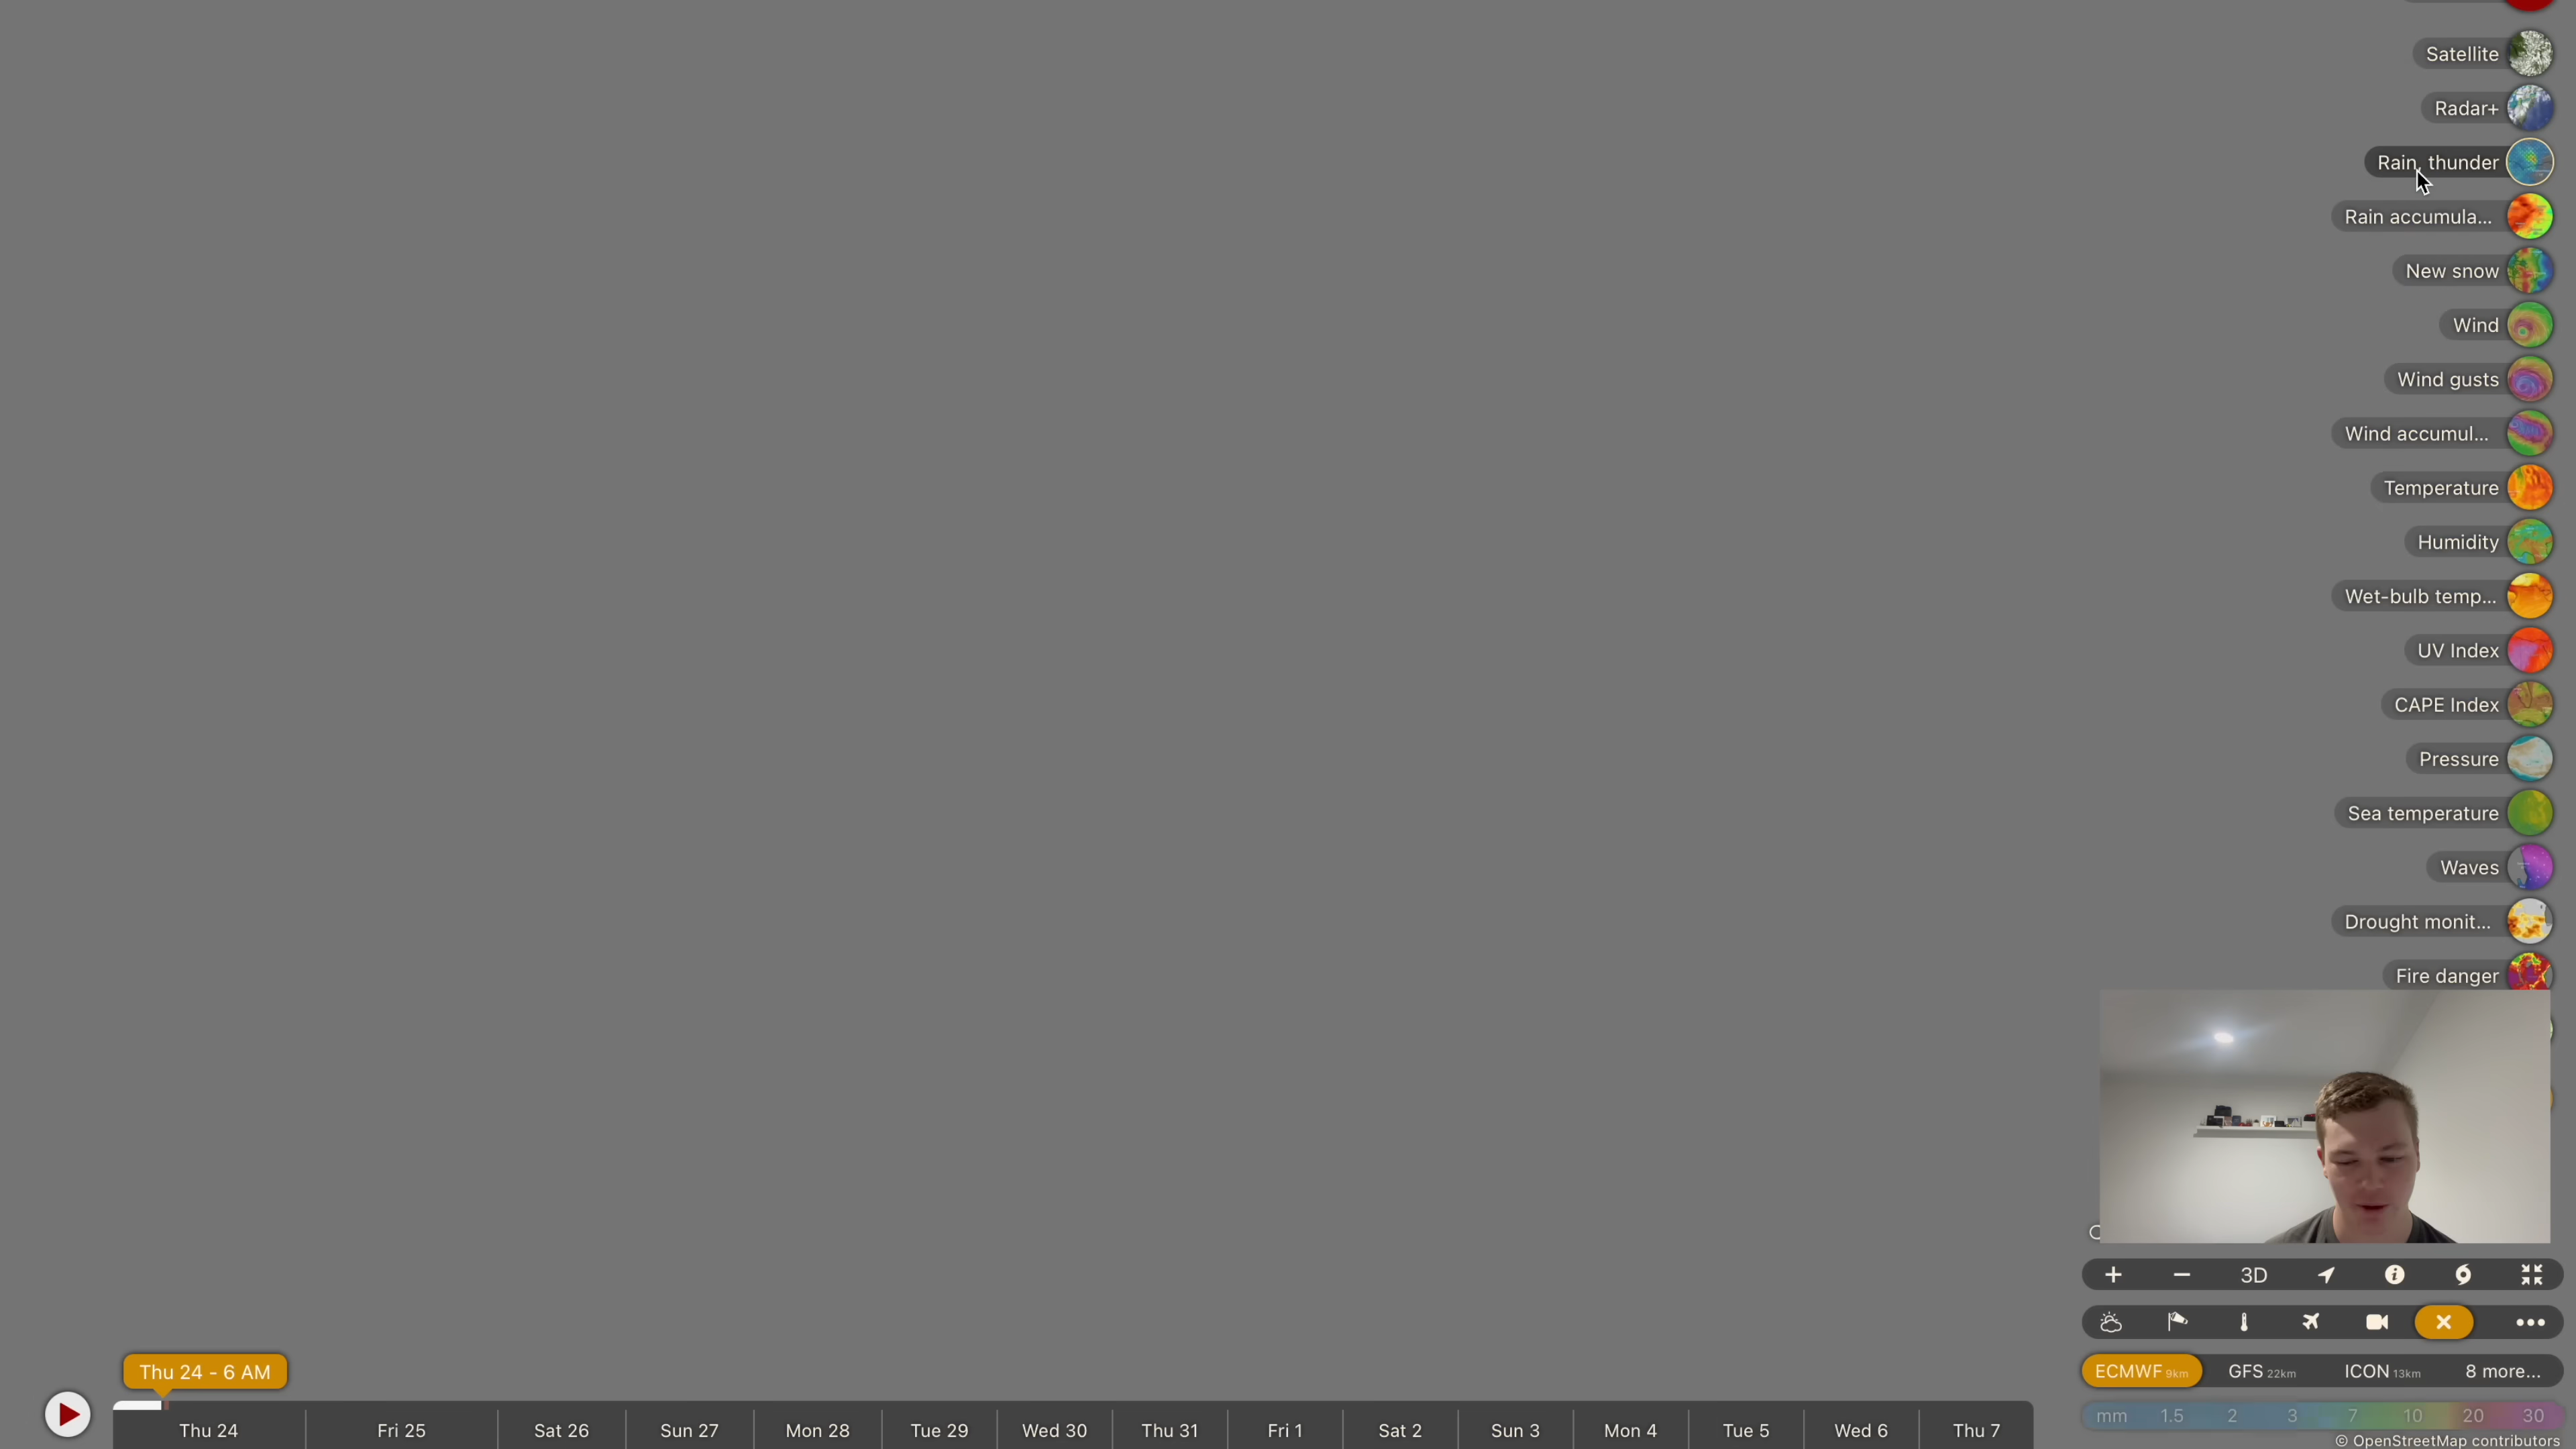 Satellite
Radar+
Rain, thunder
Rain accumula...
New snow
Wind
Wind gusts
Wind accumul...
Temperature
Humidity
Wet-bulb temp...
UV Index
CAPE Index
Pressure
Sea temperature
Waves
Drought monit...
Fire danger
3D
Thu 24 - 6 AM
ECMWF 9km GFS 22km ICON 13km 8 more...
mm 1.5 2 3 7 10 20 30
Thu 24 Fri 25 Sat 26 Sun 27 Mon 28 Tue 29 Wed 30 Thu 31 Fri 1 Sat 2 Sun 3 Mon 4 Tue 5 Wed 6 Thu 7
© OpenStreetMap contributors